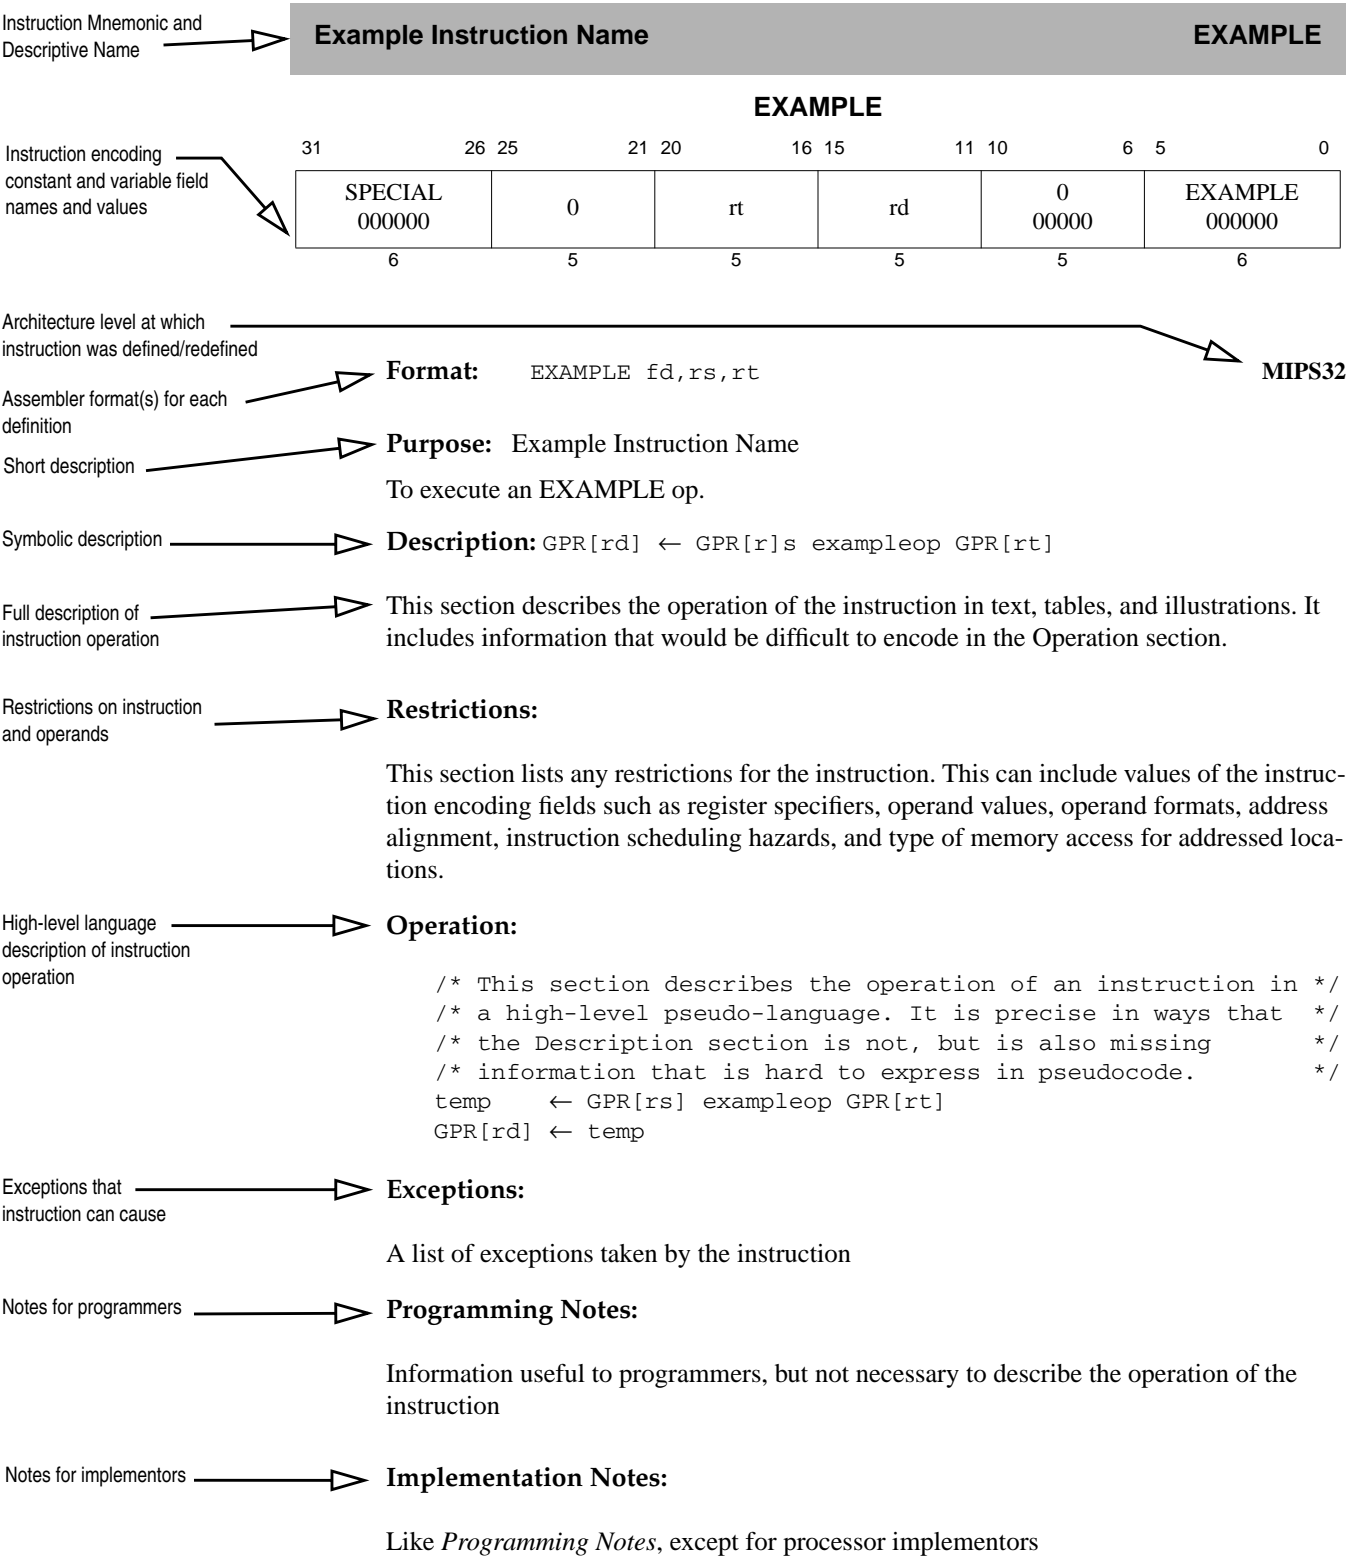 Instruction Mnemonic and
Descriptive Name
Example Instruction Name EXAMPLE
EXAMPLE
31 26 25 21 20 16 15 11 10 6 5 0
Instruction encoding
constant and variable field
names and values
SPECIAL
000000
0
rt
rd
0
00000
EXAMPLE
000000
6 5 5 5 5 6
Architecture level at which
instruction was defined/redefined
Format: EXAMPLE fd,rs,rt MIPS32
Assembler format(s) for each
definition
Purpose: Example Instruction Name
Short description
To execute an EXAMPLE op.
Symbolic description
Description: GPR[rd] ← GPR[r]s exampleop GPR[rt]
Full description of
instruction operation
This section describes the operation of the instruction in text, tables, and illustrations. It
includes information that would be difficult to encode in the Operation section.
Restrictions on instruction
and operands
Restrictions:
This section lists any restrictions for the instruction. This can include values of the instruc-
tion encoding fields such as register specifiers, operand values, operand formats, address
alignment, instruction scheduling hazards, and type of memory access for addressed loca-
tions.
High-level language
description of instruction
operation
Operation:
/* This section describes the operation of an instruction in */
/* a high-level pseudo-language. It is precise in ways that */
/* the Description section is not, but is also missing */
/* information that is hard to express in pseudocode. */
temp ← GPR[rs] exampleop GPR[rt]
GPR[rd] ← temp
Exceptions that
instruction can cause
Exceptions:
A list of exceptions taken by the instruction
Notes for programmers
Programming Notes:
Information useful to programmers, but not necessary to describe the operation of the
instruction
Notes for implementors
Implementation Notes:
Like Programming Notes, except for processor implementors